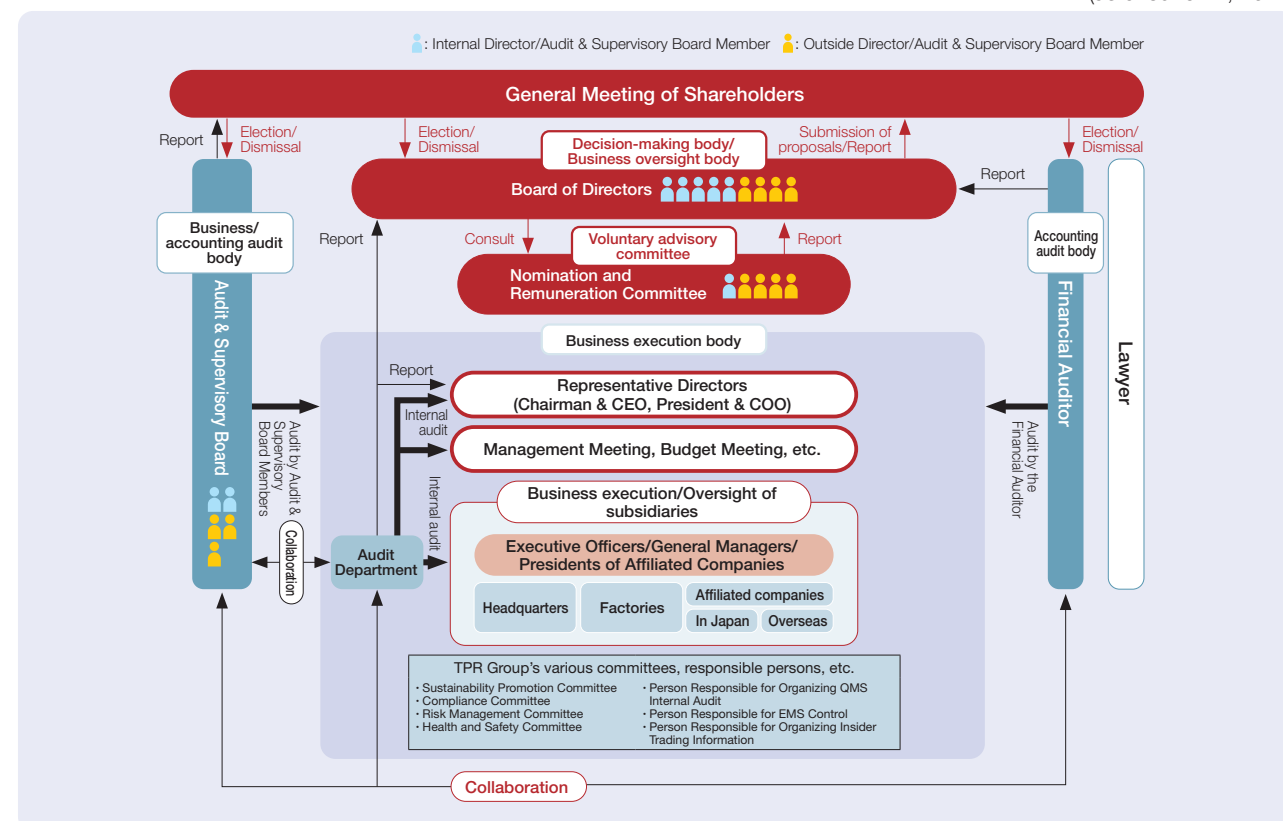 : Internal Director/Audit & Supervisory Board Member
: Outside Director/Audit & Supervisory Board Member
General Meeting of Shareholders
Report
Election/
Dismissal
Election/
Dismissal
Decision-making body/
Business oversight body
Submission of
proposals/Report
Election/
Dismissal
Board of Directors
Report
Business/
accounting audit
body
Report
Consult
Voluntary advisory
committee
Report
Accounting
audit body
Nomination and
Remuneration Committee
Audit & Supervisory Board
Financial Auditor
Lawyer
Business execution body
Report
Representative Directors
(Chairman & CEO, President & COO)
Internal
audit
Management Meeting, Budget Meeting, etc.
Audit by Audit &
Supervisory
Board Members
Audit by the
Financial Auditor
Internal audit
Business execution/Oversight of
subsidiaries
Collaboration
Audit
Department
Executive Officers/General Managers/
Presidents of Affiliated Companies
Headquarters
Factories
Affiliated companies
In Japan
Overseas
TPR Group's various committees, responsible persons, etc.
・Sustainability Promotion Committee
・Compliance Committee
・Risk Management Committee
・Health and Safety Committee
・Person Responsible for Organizing QMS
Internal Audit
・Person Responsible for EMS Control
・Person Responsible for Organizing Insider
Trading Information
Collaboration